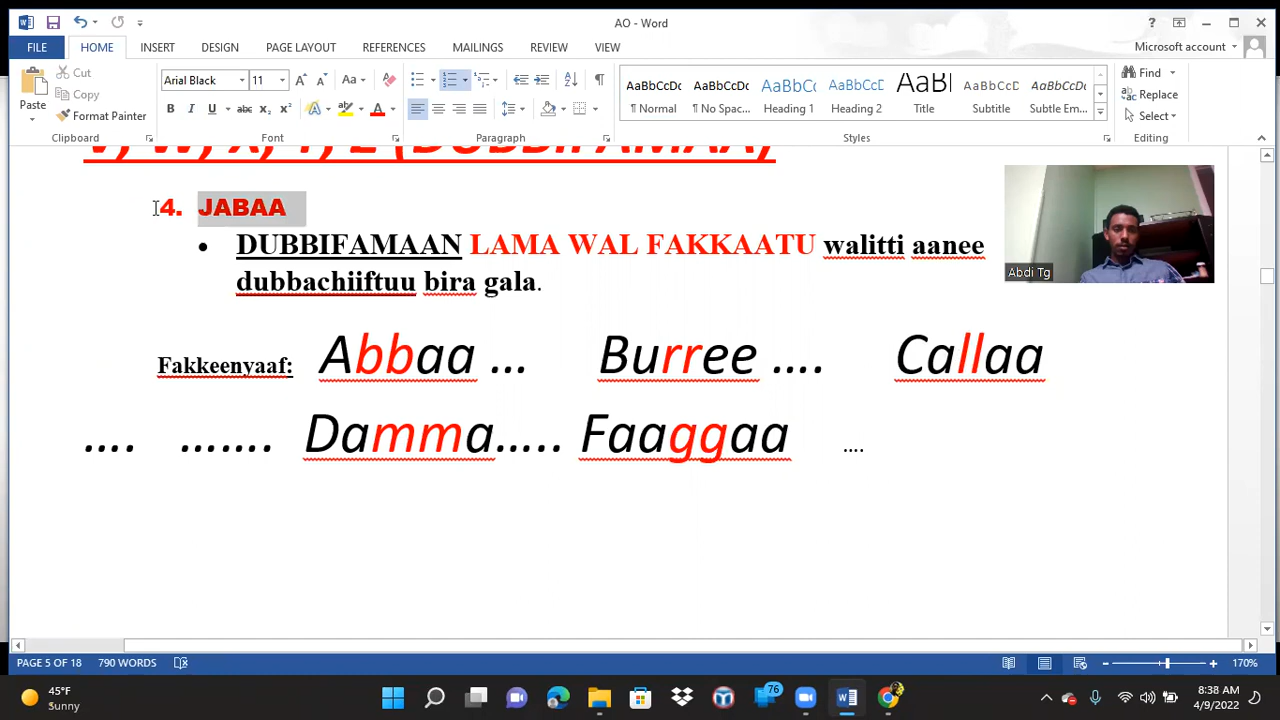 AO - Word
Microsoft account
FILE HOME INSERT DESIGN PAGE LAYOUT REFERENCES MAILINGS REVIEW VIEW
Cut
Copy
Format Painter
Paste
Arial Black 11
AaBbCcDc AaBbCcDc AaBbCc AaBbCcC AaBl AaBbCcC AaBbCcDc
¶ Normal ¶ No Spac... Heading 1 Heading 2 Title Subtitle Subtle Em...
Find
Replace
Select
Clipboard Font Paragraph Styles Editing
V, W, X, Y, Z (DUBBIFAMAA)
4. JABAA
• DUBBIFAMAAN LAMA WAL FAKKAATU walitti aanee
dubbachiiftuu bira gala.
Fakkeenyaaf: Abbaa ... Burree .... Callaa
.... ....... Damma..... Faaggaa ....
Abdi Tg
PAGE 5 OF 18 790 WORDS 170%
45°F
Sunny
76
8:38 AM
4/9/2022